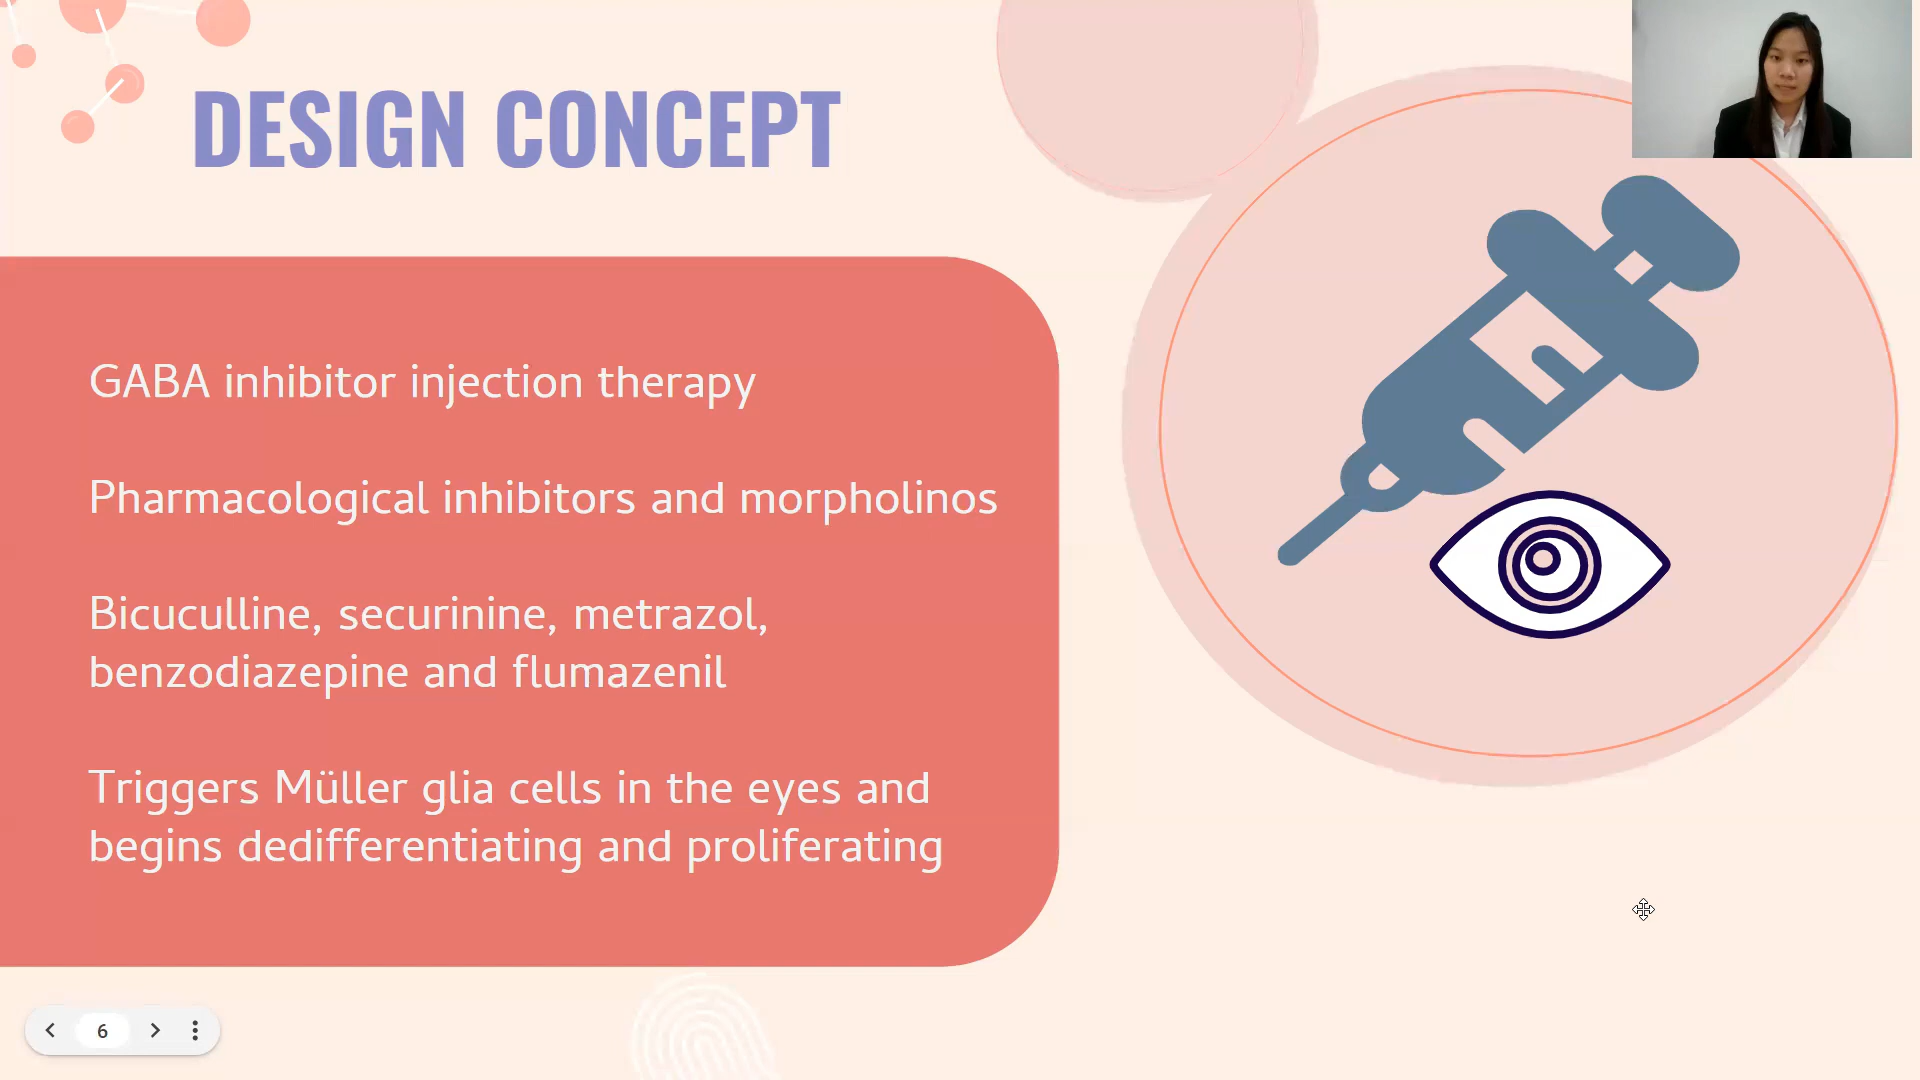 DESIGN CONCEPT
GABA inhibitor injection therapy
Pharmacological inhibitors and morpholinos
Bicuculline, securinine, metrazol,
benzodiazepine and flumazenil
Triggers Müller glia cells in the eyes and
begins dedifferentiating and proliferating
6